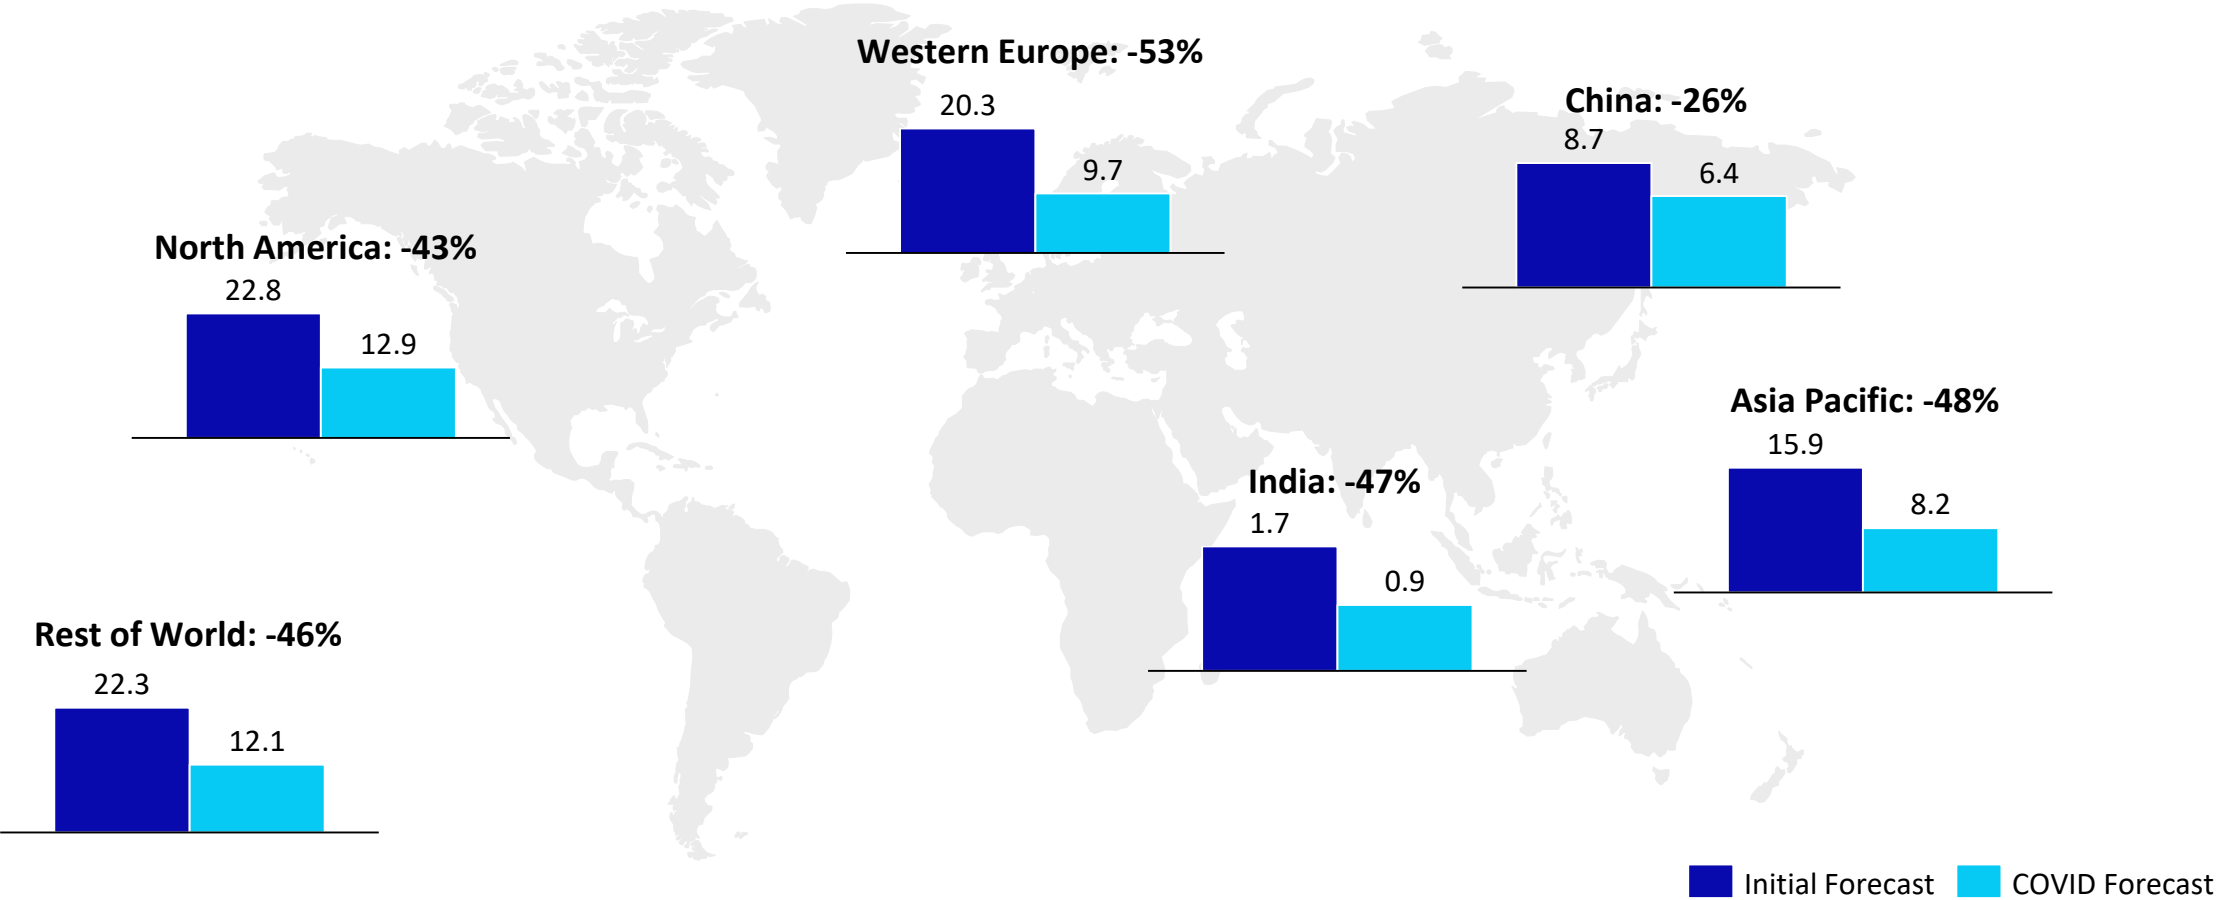 Western Europe: -53%
20.3
9.7
China: -26%
8.7
6.4
North America: -43%
22.8
12.9
Asia Pacific: -48%
15.9
8.2
India: -47%
1.7
0.9
Rest of World: -46%
22.3
12.1
Initial Forecast
COVID Forecast